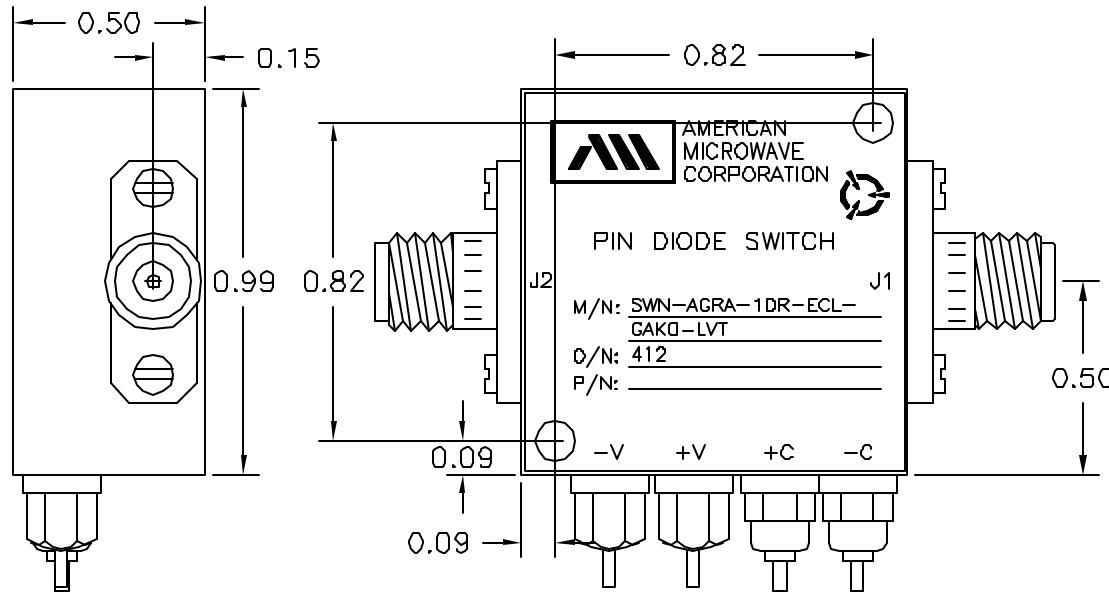 0.50
0.15
0.82
AMERICAN
MICROWAVE
CORPORATION
PIN DIODE SWITCH
0.99
0.82
J2
J1
M/N: SWN-AGRA-1DR-ECL-
GAKO-LVT
O/N: 412
P/N:
0.50
0.09
-V +V +C -C
0.09